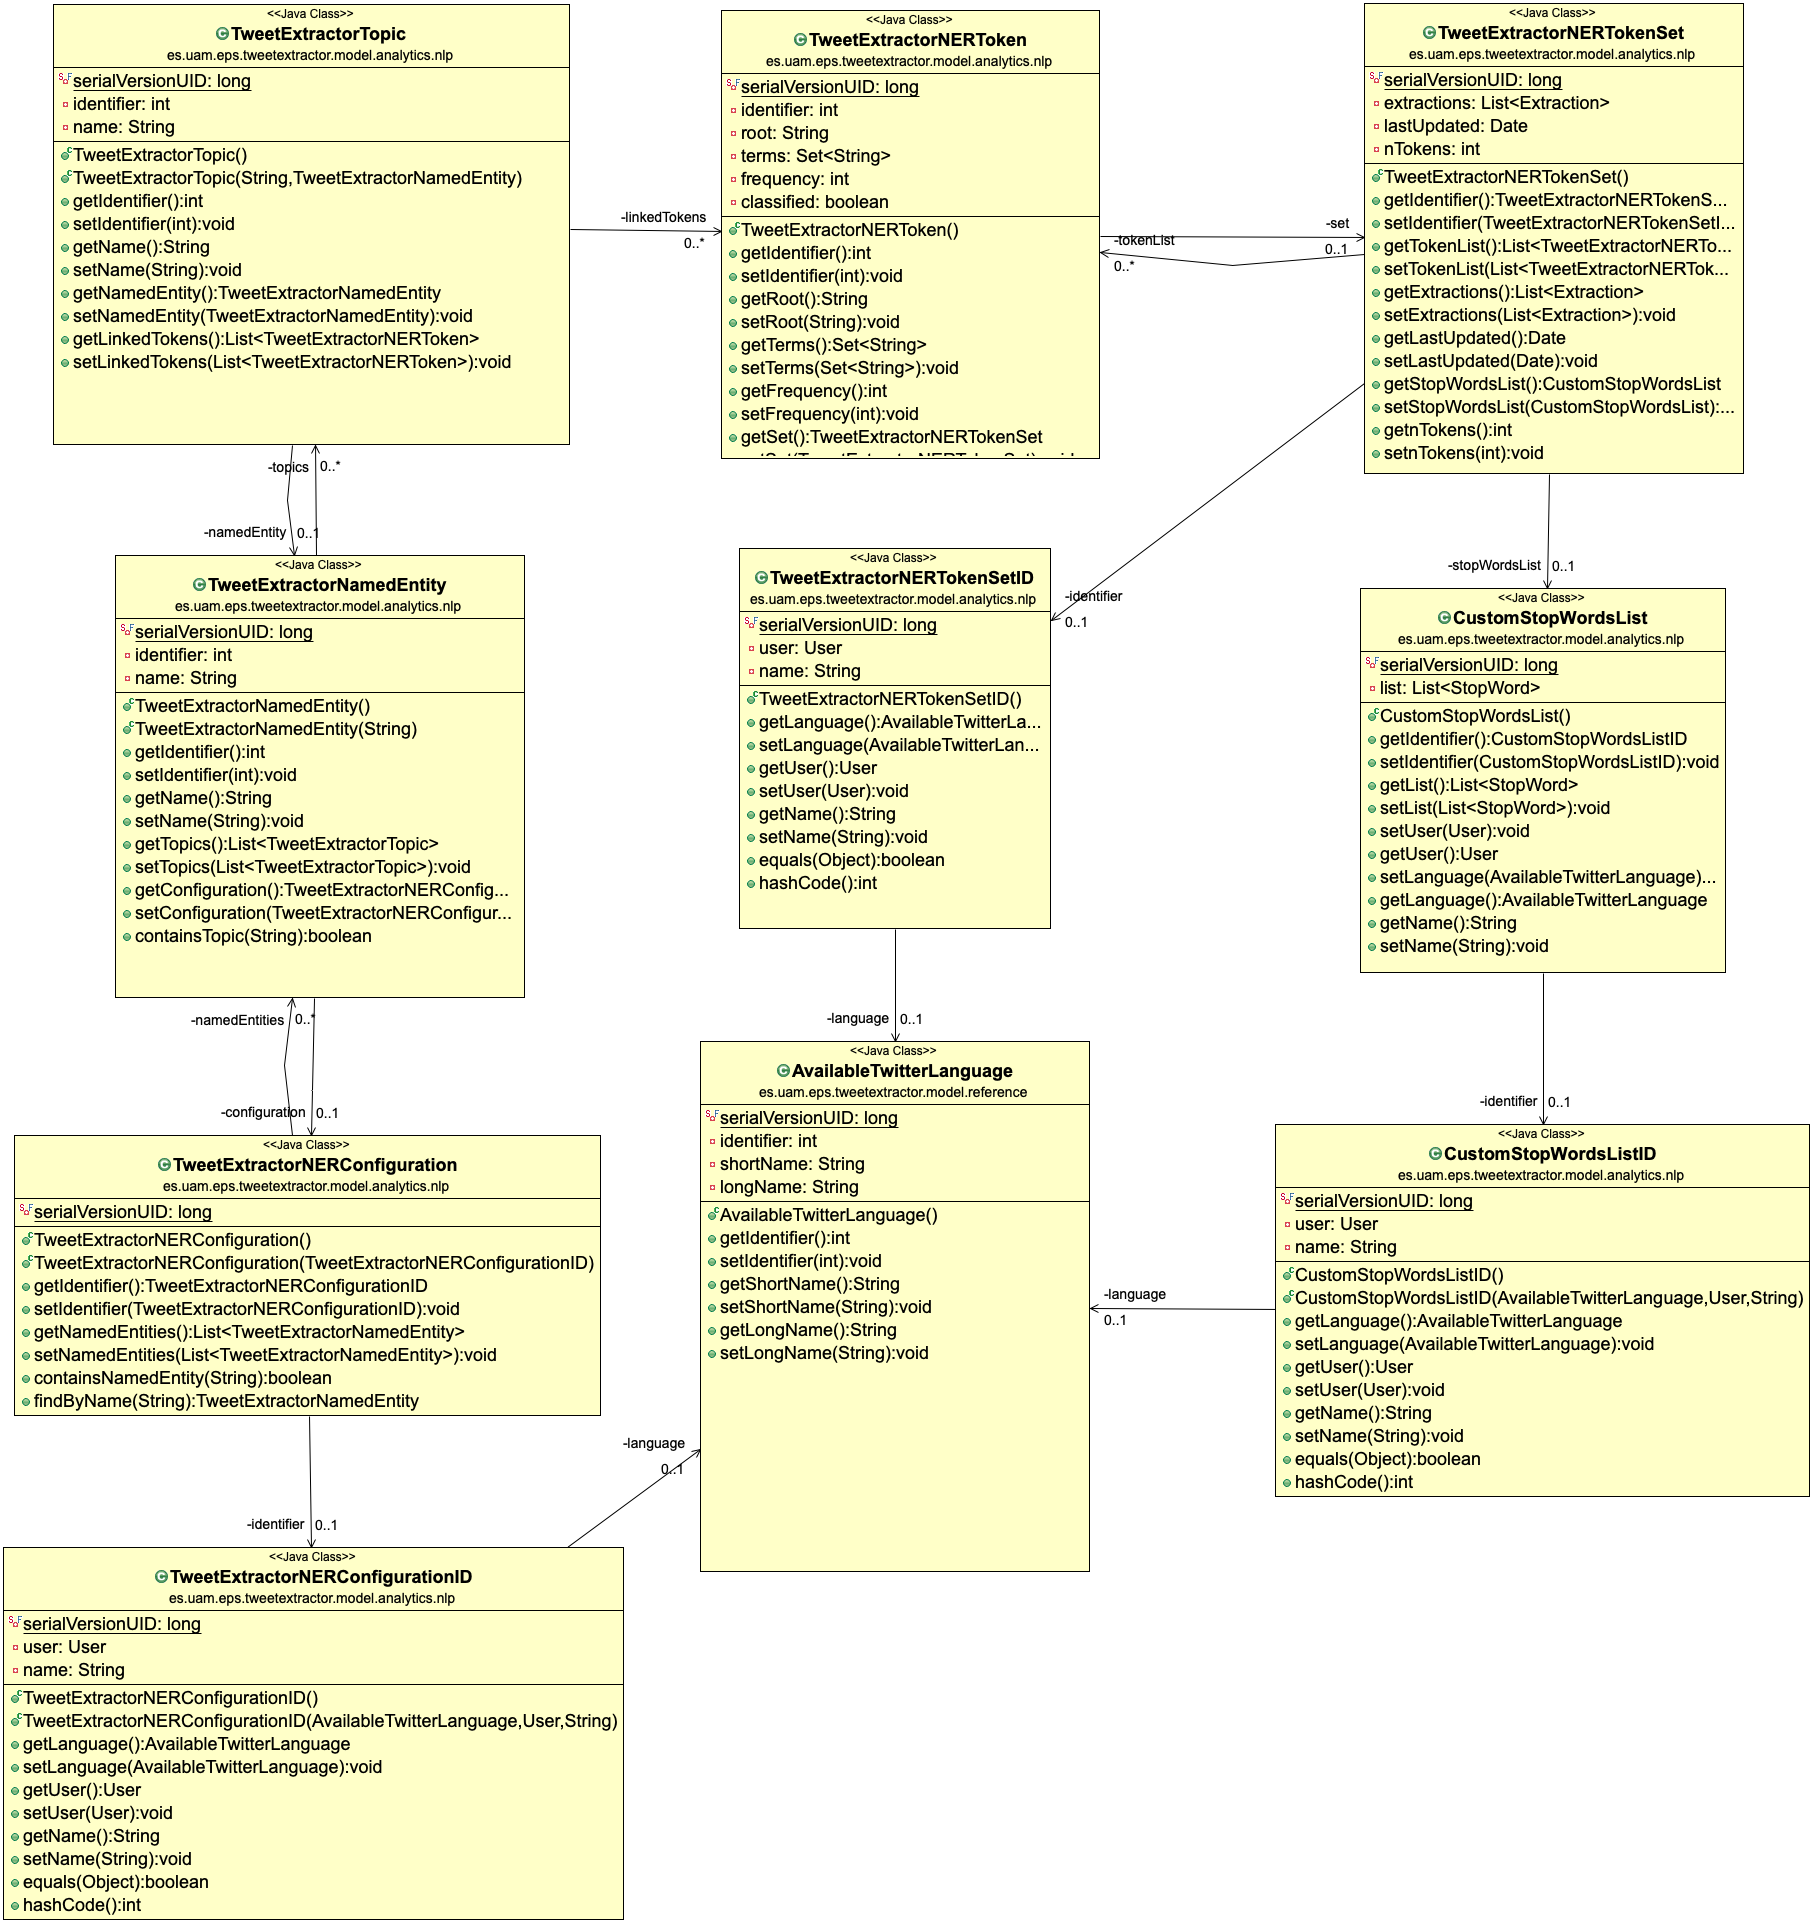 <<Java Class>>
TweetExtractorTopic
es.uam.eps.tweetextractor.model.analytics.nlp
serialVersionUID: long
identifier: int
name: String
TweetExtractorTopic()
TweetExtractorTopic(String,TweetExtractorNamedEntity)
getIdentifier():int
setIdentifier(int):void
getName():String
setName(String):void
getNamedEntity():TweetExtractorNamedEntity
setNamedEntity(TweetExtractorNamedEntity):void
getLinkedTokens():List<TweetExtractorNERToken>
setLinkedTokens(List<TweetExtractorNERToken>):void
-linkedTokens
0..*
<<Java Class>>
TweetExtractorNERToken
es.uam.eps.tweetextractor.model.analytics.nlp
serialVersionUID: long
identifier: int
root: String
terms: Set<String>
frequency: int
classified: boolean
TweetExtractorNERToken()
getIdentifier():int
setIdentifier(int):void
getRoot():String
setRoot(String):void
getTerms():Set<String>
setTerms(Set<String>):void
getFrequency():int
setFrequency(int):void
getSet():TweetExtractorNERTokenSet
-set
0..1
-tokenList
0..*
<<Java Class>>
TweetExtractorNERTokenSet
es.uam.eps.tweetextractor.model.analytics.nlp
serialVersionUID: long
extractions: List<Extraction>
lastUpdated: Date
nTokens: int
TweetExtractorNERTokenSet()
getIdentifier():TweetExtractorNERTokenS...
setIdentifier(TweetExtractorNERTokenSetI...
getTokenList():List<TweetExtractorNERTo...
setTokenList(List<TweetExtractorNERTok...
getExtractions():List<Extraction>
setExtractions(List<Extraction>):void
getLastUpdated():Date
setLastUpdated(Date):void
getStopWordsList():CustomStopWordsList
setStopWordsList(CustomStopWordsList):...
getnTokens():int
setnTokens(int):void
-topics
0..*
-namedEntity
0..1
<<Java Class>>
TweetExtractorNamedEntity
es.uam.eps.tweetextractor.model.analytics.nlp
serialVersionUID: long
identifier: int
name: String
TweetExtractorNamedEntity()
TweetExtractorNamedEntity(String)
getIdentifier():int
setIdentifier(int):void
getName():String
setName(String):void
getTopics():List<TweetExtractorTopic>
setTopics(List<TweetExtractorTopic>):void
getConfiguration():TweetExtractorNERConfig...
setConfiguration(TweetExtractorNERConfigur...
containsTopic(String):boolean
<<Java Class>>
TweetExtractorNERTokenSetID
es.uam.eps.tweetextractor.model.analytics.nlp
serialVersionUID: long
user: User
name: String
TweetExtractorNERTokenSetID()
getLanguage():AvailableTwitterLa...
setLanguage(AvailableTwitterLan...
getUser():User
setUser(User):void
getName():String
setName(String):void
equals(Object):boolean
hashCode():int
-identifier
0..1
-stopWordsList
0..1
<<Java Class>>
CustomStopWordsList
es.uam.eps.tweetextractor.model.analytics.nlp
serialVersionUID: long
list: List<StopWord>
CustomStopWordsList()
getIdentifier():CustomStopWordsListID
setIdentifier(CustomStopWordsListID):void
getList():List<StopWord>
setList(List<StopWord>):void
setUser(User):void
getUser():User
setLanguage(AvailableTwitterLanguage)...
getLanguage():AvailableTwitterLanguage
getName():String
setName(String):void
-namedEntities
0..*
-configuration
0..1
<<Java Class>>
TweetExtractorNERConfiguration
es.uam.eps.tweetextractor.model.analytics.nlp
serialVersionUID: long
TweetExtractorNERConfiguration()
TweetExtractorNERConfiguration(TweetExtractorNERConfigurationID)
getIdentifier():TweetExtractorNERConfigurationID
setIdentifier(TweetExtractorNERConfigurationID):void
getNamedEntities():List<TweetExtractorNamedEntity>
setNamedEntities(List<TweetExtractorNamedEntity>):void
containsNamedEntity(String):boolean
findByName(String):TweetExtractorNamedEntity
-language
0..1
<<Java Class>>
AvailableTwitterLanguage
es.uam.eps.tweetextractor.model.reference
serialVersionUID: long
identifier: int
shortName: String
longName: String
AvailableTwitterLanguage()
getIdentifier():int
setIdentifier(int):void
getShortName():String
setShortName(String):void
getLongName():String
setLongName(String):void
-identifier
0..1
<<Java Class>>
CustomStopWordsListID
es.uam.eps.tweetextractor.model.analytics.nlp
serialVersionUID: long
user: User
name: String
CustomStopWordsListID()
CustomStopWordsListID(AvailableTwitterLanguage,User,String)
getLanguage():AvailableTwitterLanguage
setLanguage(AvailableTwitterLanguage):void
getUser():User
setUser(User):void
getName():String
setName(String):void
equals(Object):boolean
hashCode():int
-language
0..1
-language
0..1
-identifier
0..1
<<Java Class>>
TweetExtractorNERConfigurationID
es.uam.eps.tweetextractor.model.analytics.nlp
serialVersionUID: long
user: User
name: String
TweetExtractorNERConfigurationID()
TweetExtractorNERConfigurationID(AvailableTwitterLanguage,User,String)
getLanguage():AvailableTwitterLanguage
setLanguage(AvailableTwitterLanguage):void
getUser():User
setUser(User):void
getName():String
setName(String):void
equals(Object):boolean
hashCode():int